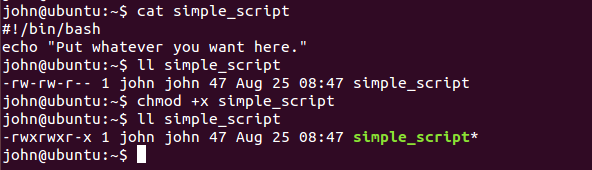 john@ubuntu:~$ cat simple_script
#!/bin/bash
echo "Put whatever you want here."
john@ubuntu:~$ ll simple_script
-rw-rw-r-- 1 john john 47 Aug 25 08:47 simple_script
john@ubuntu:~$ chmod +x simple_script
john@ubuntu:~$ ll simple_script
-rwxrwxr-x 1 john john 47 Aug 25 08:47 simple_script*
john@ubuntu:~$